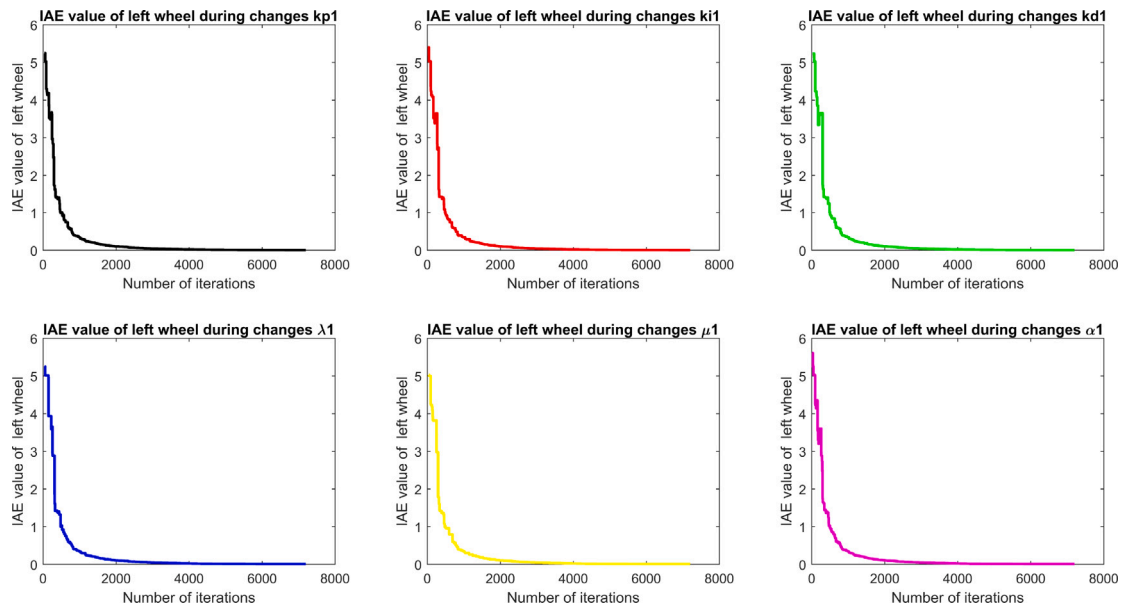 IAE value of left wheel during changes kp1
IAE value of left wheel during changes ki1
IAE value of left wheel during changes kd1
6
5
4
3
2
1
0
IAE value of left wheel
0 2000 4000 6000 8000
Number of iterations
6
5
4
3
2
1
0
IAE value of left wheel
0 2000 4000 6000 8000
Number of iterations
6
5
4
3
2
1
0
IAE value of left wheel
0 2000 4000 6000 8000
Number of iterations
IAE value of left wheel during changes λ1
IAE value of left wheel during changes μ1
IAE value of left wheel during changes α1
6
5
4
3
2
1
0
IAE value of left wheel
0 2000 4000 6000 8000
Number of iterations
6
5
4
3
2
1
0
IAE value of left wheel
0 2000 4000 6000 8000
Number of iterations
6
5
4
3
2
1
0
IAE value of left wheel
0 2000 4000 6000 8000
Number of iterations